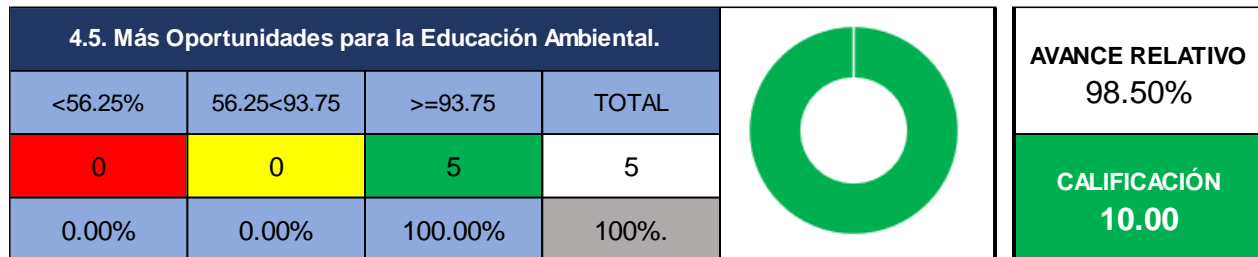 4.5. Más Oportunidades para la Educación Ambiental.
<56.25% 56.25<93.75 >=93.75 TOTAL
0 0 5 5
0.00% 0.00% 100.00% 100%.
AVANCE RELATIVO
98.50%
CALIFICACIÓN
10.00